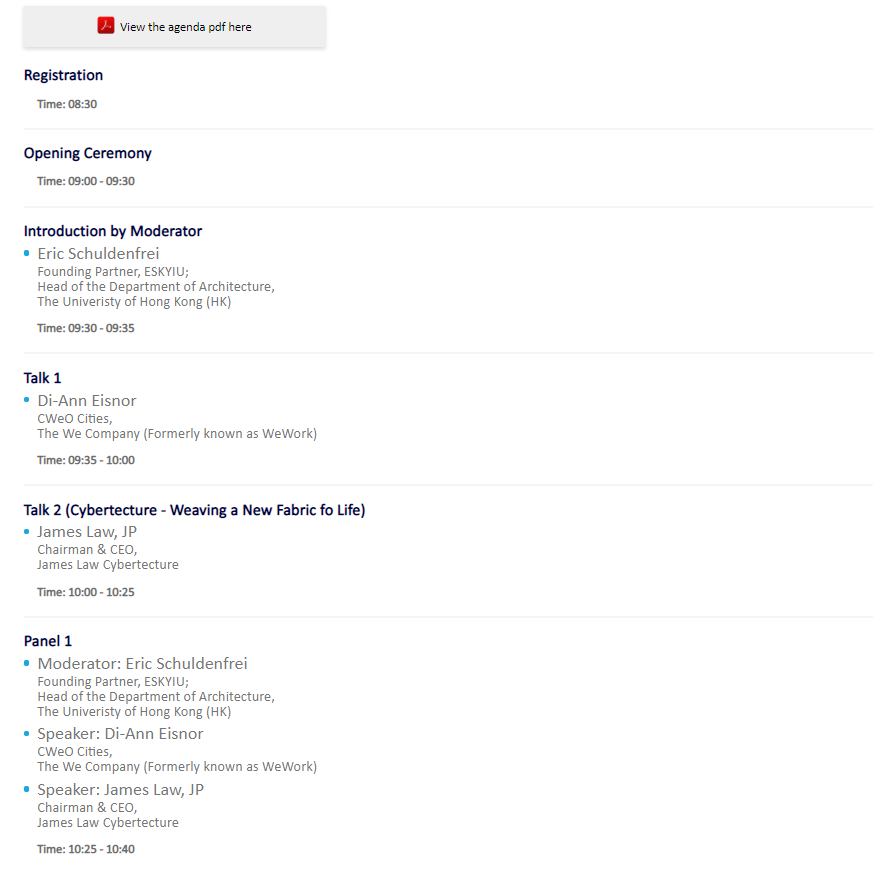 View the agenda pdf here
Registration
Time: 08:30
Opening Ceremony
Time: 09:00 - 09:30
Introduction by Moderator
Eric Schuldenfrei
Founding Partner, ESKYIU;
Head of the Department of Architecture,
The Univeristy of Hong Kong (HK)
Time: 09:30 - 09:35
Talk 1
Di-Ann Eisnor
CWeO Cities,
The We Company (Formerly known as WeWork)
Time: 09:35 - 10:00
Talk 2 (Cybertecture - Weaving a New Fabric fo Life)
James Law, JP
Chairman & CEO,
James Law Cybertecture
Time: 10:00 - 10:25
Panel 1
Moderator: Eric Schuldenfrei
Founding Partner, ESKYIU;
Head of the Department of Architecture,
The Univeristy of Hong Kong (HK)
Speaker: Di-Ann Eisnor
CWeO Cities,
The We Company (Formerly known as WeWork)
Speaker: James Law, JP
Chairman & CEO,
James Law Cybertecture
Time: 10:25 - 10:40